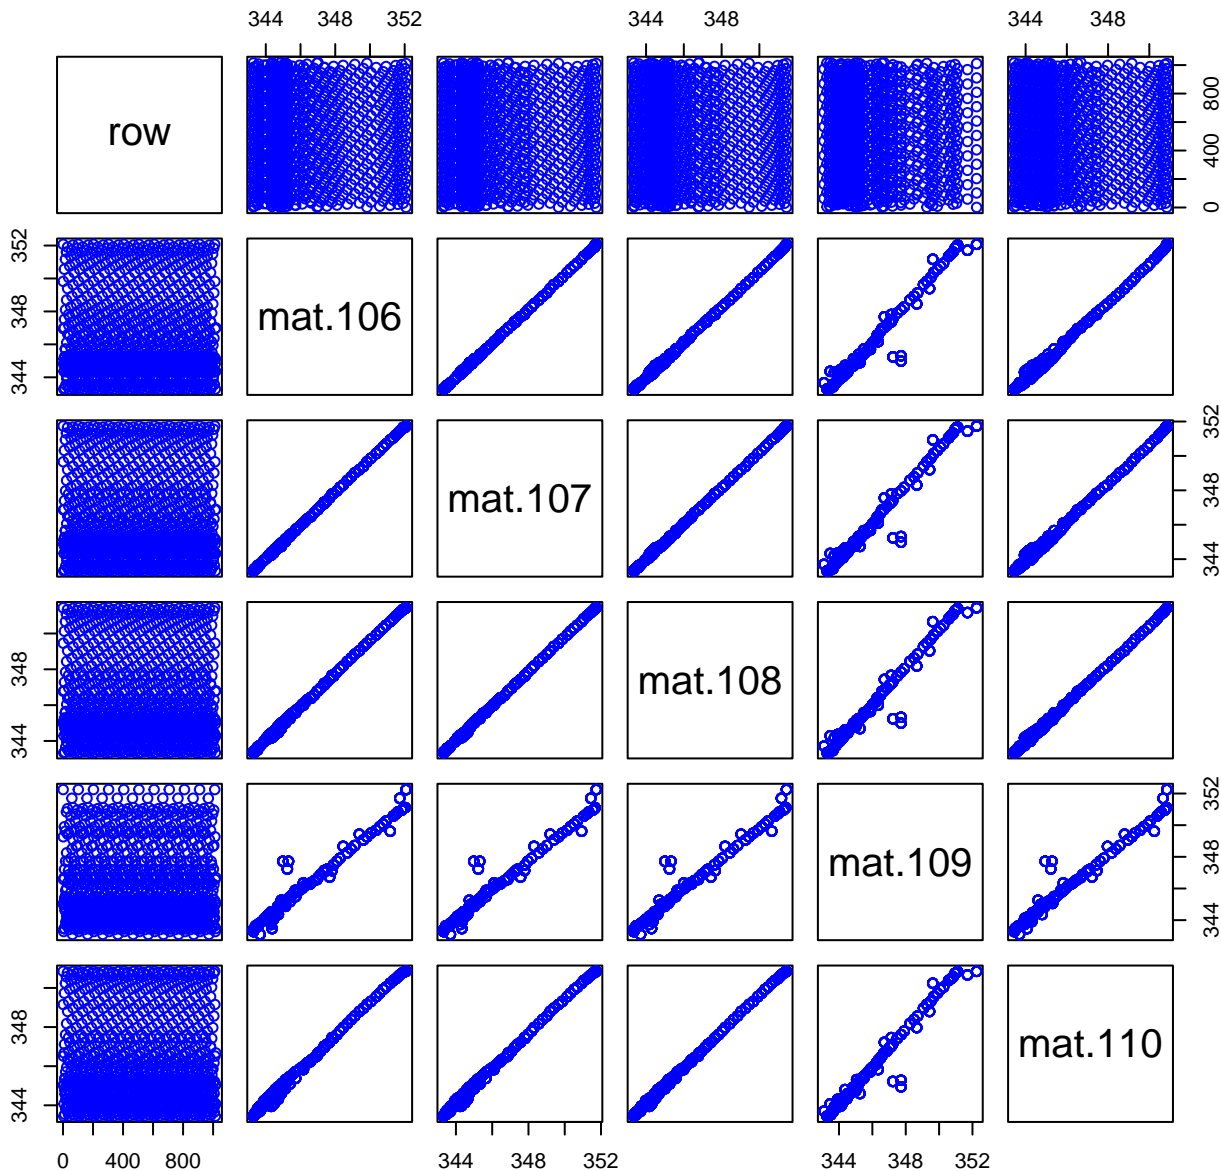 344 348 352 344 348 344 348
row 0 400 800
344 348 352 mat.106
mat.107 344 348 352
344 348 mat.108
mat.109 344 348 352
344 348 mat.110
0 400 800 344 348 352 344 348 352